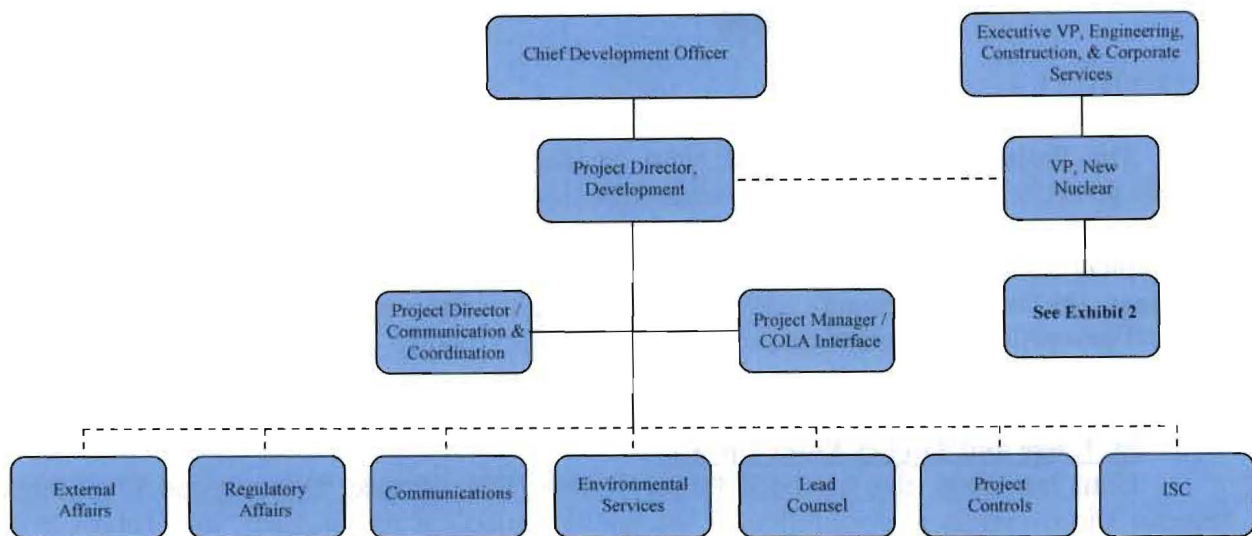 Chief Development Officer
Executive VP, Engineering,
Construction, & Corporate
Services
Project Director,
Development
VP, New
Nuclear
Project Director /
Communication &
Coordination
Project Manager /
COLA Interface
See Exhibit 2
External
Affairs
Regulatory
Affairs
Communications
Environmental
Services
Lead
Counsel
Project
Controls
ISC